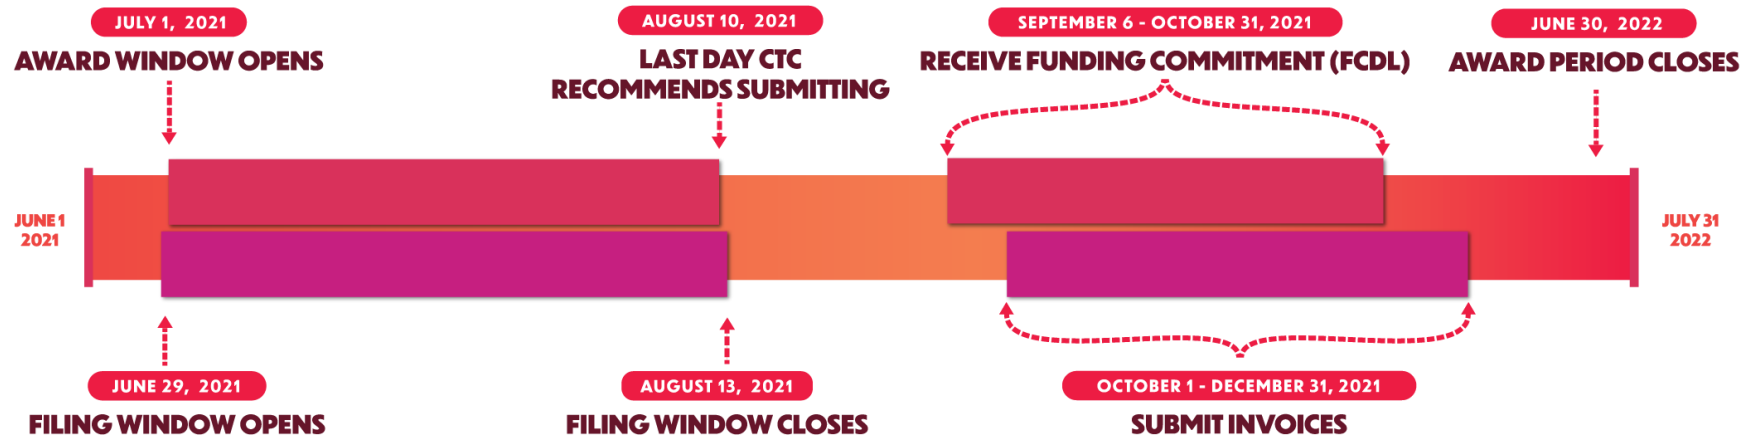 JULY 1, 2021
AWARD WINDOW OPENS
AUGUST 10, 2021
LAST DAY CTC
RECOMMENDS SUBMITTING
SEPTEMBER 6 - OCTOBER 31, 2021
RECEIVE FUNDING COMMITMENT (FCDL)
JUNE 30, 2022
AWARD PERIOD CLOSES
JUNE 1
2021
JULY 31
2022
JUNE 29, 2021
FILING WINDOW OPENS
AUGUST 13, 2021
FILING WINDOW CLOSES
OCTOBER 1 - DECEMBER 31, 2021
SUBMIT INVOICES